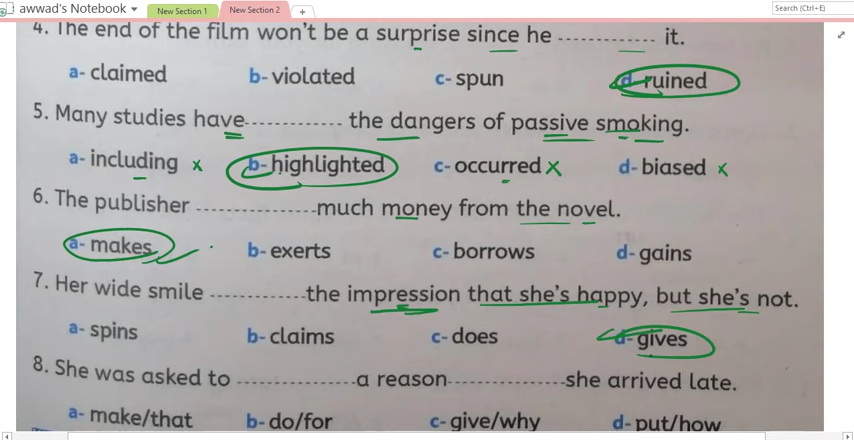 awwad's Notebook
New Section 1
New Section 2
+
Search (Ctrl+E)
4. The end of the film won't be a surprise since he ---------------- it.
a- claimed b- violated c- spun d- ruined
5. Many studies have---------------- the dangers of passive smoking.
a- including x b- highlighted c- occurred X d- biased x
6. The publisher ----------------much money from the novel.
a- makes b- exerts c- borrows d- gains
7. Her wide smile ----------------the impression that she's happy, but she's not.
a- spins b- claims c- does d- gives
8. She was asked to ----------------a reason----------------she arrived late.
a- make/that b- do/for c- give/why d- put/how